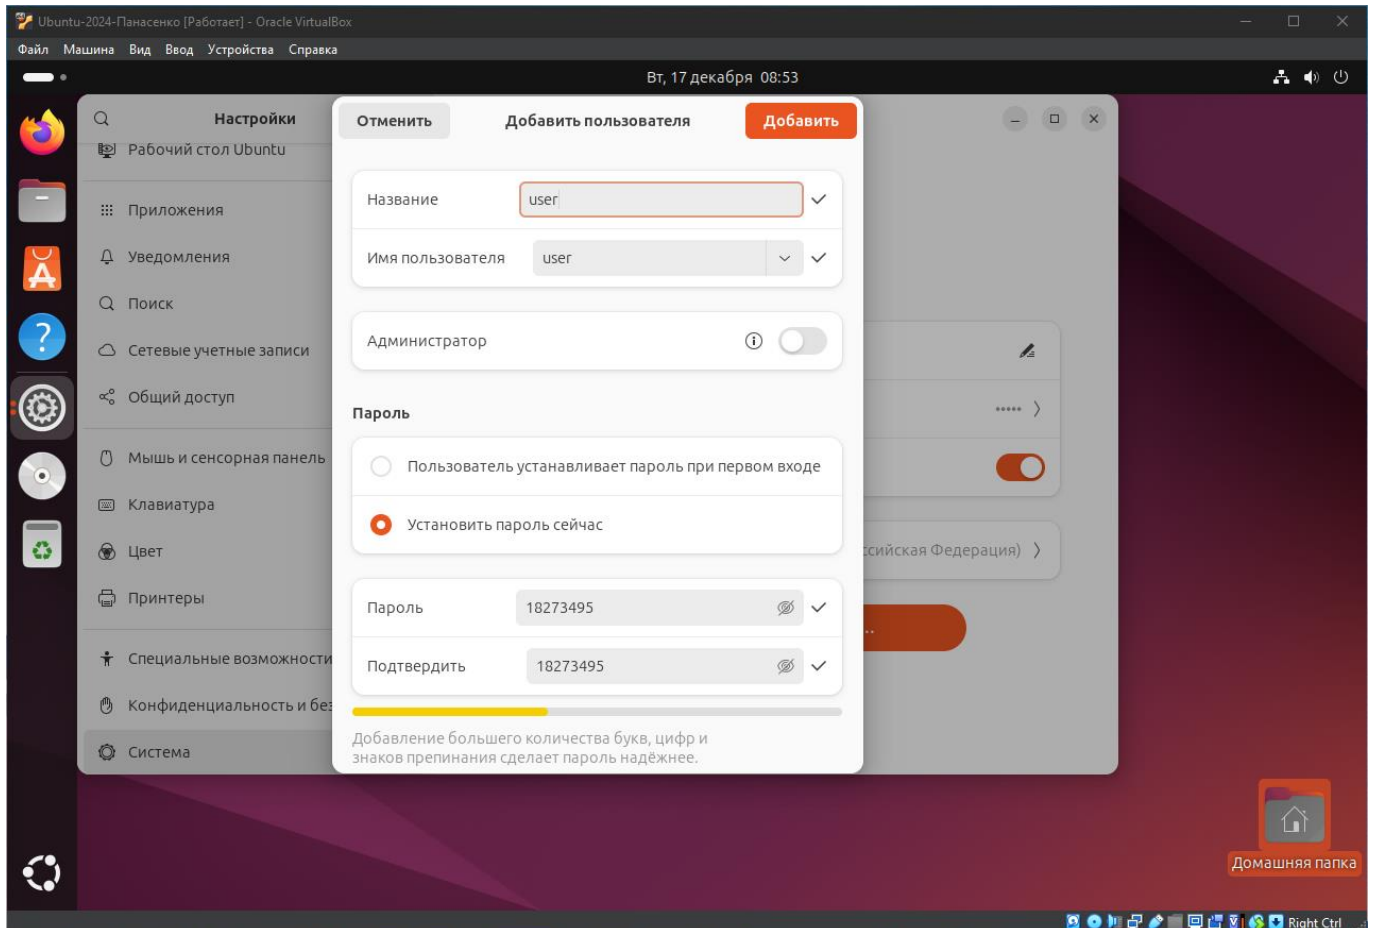 Ubuntu-2024-Панасенко [Работает] - Oracle VirtualBox
Файл Машина Вид Ввод Устройства Справка
Вт, 17 декабря 08:53
Настройки
Рабочий стол Ubuntu
Приложения
Уведомления
Поиск
Сетевые учетные записи
Общий доступ
Мышь и сенсорная панель
Клавиатура
Цвет
Принтеры
Специальные возможности
Конфиденциальность и без
Система
Отменить
Добавить пользователя
Добавить
Название
user
Имя пользователя
user
Администратор
Пароль
Пользователь устанавливает пароль при первом входе
Установить пароль сейчас
Пароль
18273495
Подтвердить
18273495
Добавление большего количества букв, цифр и
знаков препинания сделает пароль надёжнее.
•••••
ссийская Федерация)
..
Домашняя папка
Right Ctrl